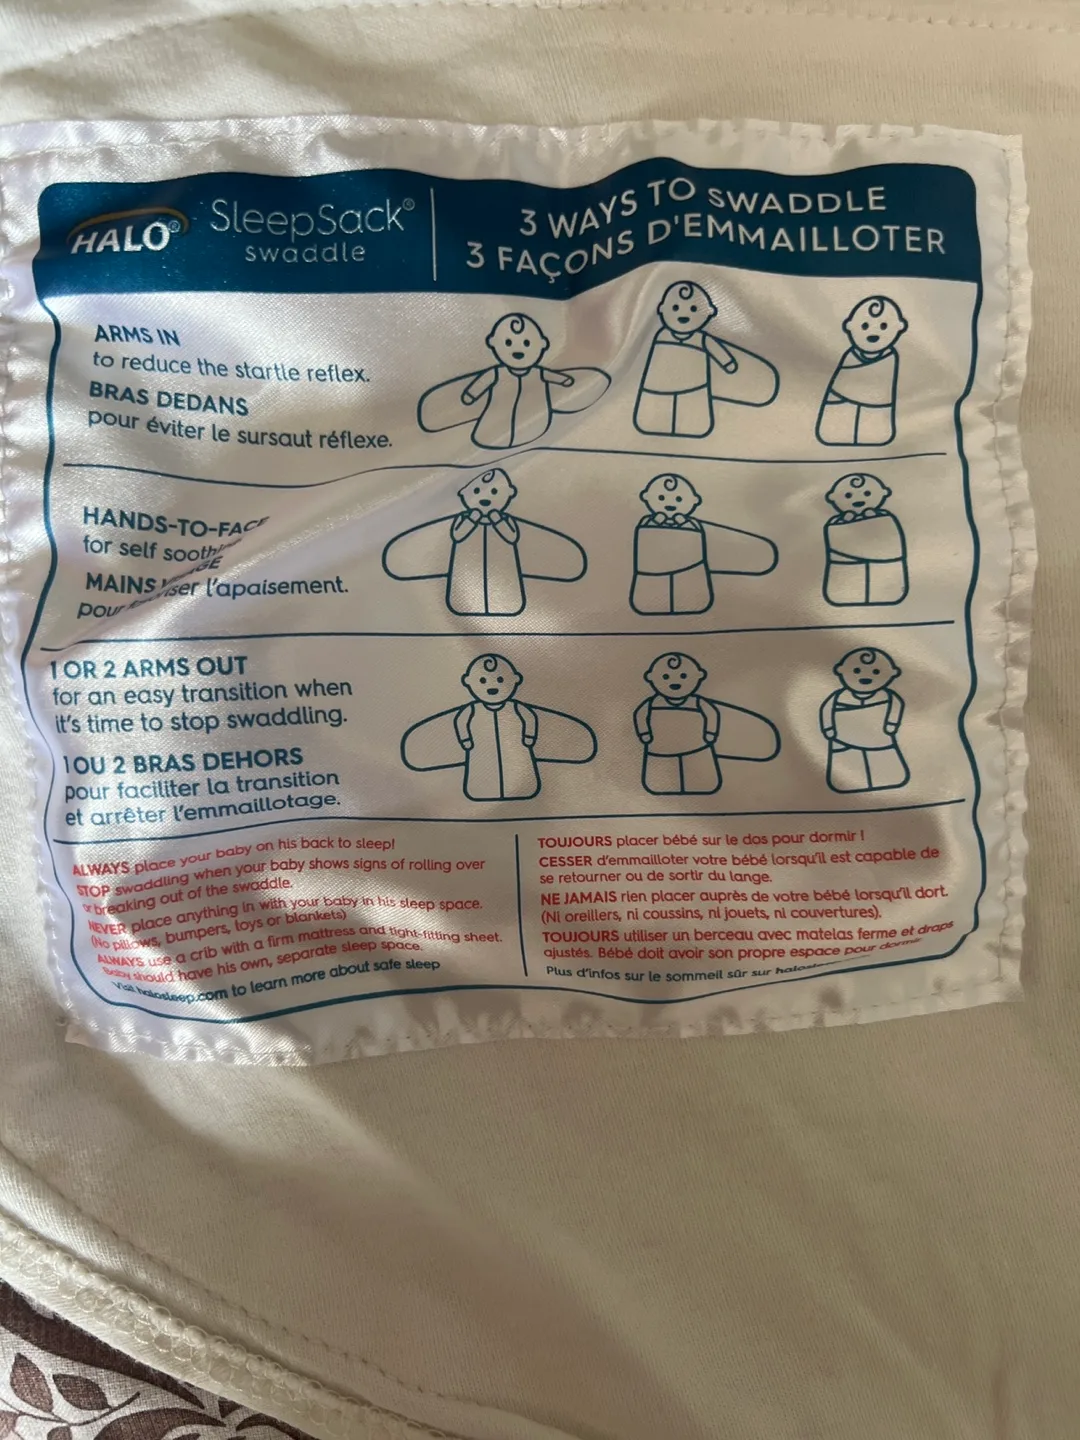 HALO® SleepSack® swaddle
3 WAYS TO SWADDLE
3 FAÇONS D'EMMAILLOTER
ARMS IN
to reduce the startle reflex.
BRAS DEDANS
pour éviter le sursaut réflexe.
HANDS-TO-FACE
for self
MAINS
pour l'apaisement.
1 OR 2 ARMS OUT
for an easy transition when
it's time to stop swaddling.
1 OU 2 BRAS DEHORS
pour faciliter la transition
et arrêter l'emmaillotage.
ALWAYS place your baby on his back to sleep!
STOP swaddling when your baby shows signs of rolling over
or breaking out of the swaddle.
NEVER place anything in with your baby in his sleep space.
(No pillows, bumpers, toys or blankets)
ALWAYS use a crib with a firm mattress and tight-fitting sheet.
Baby should have his own, separate sleep space.
Visit halosleep.com to learn more about safe sleep
TOUJOURS placer bébé sur le dos pour dormir !
CESSER d'emmailloter votre bébé lorsqu'il est capable de
se retourner ou de sortir du lange.
NE JAMAIS rien placer auprès de votre bébé lorsqu'il dort.
(Ni oreillers, ni coussins, ni jouets, ni couvertures).
TOUJOURS utiliser un berceau avec matelas ferme et draps
ajustés. Bébé doit avoir son propre espace pour dormir
Plus d'infos sur le sommeil sûr sur